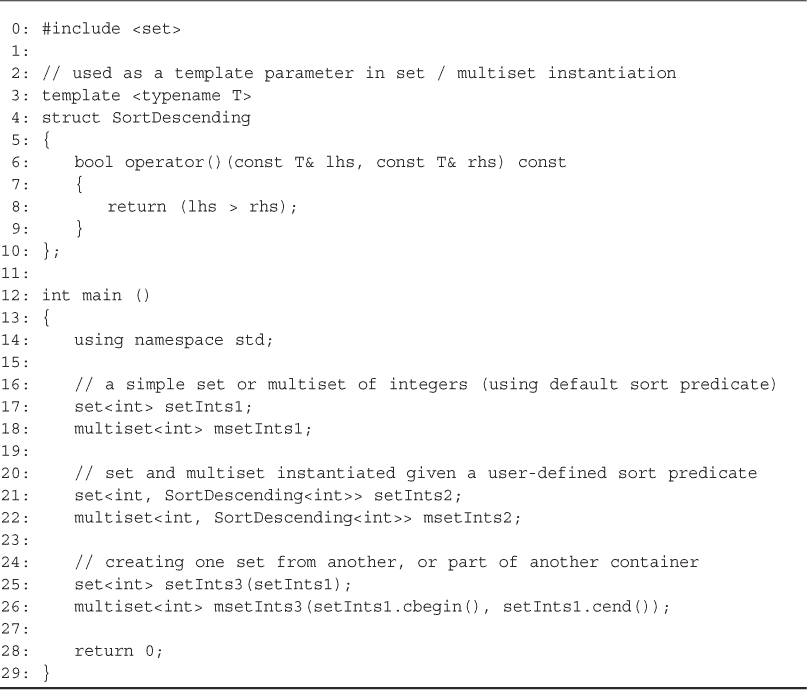 0: #include <set>
1:
2: // used as a template parameter in set / multiset instantiation
3: template <typename T>
4: struct SortDescending
5: {
6:    bool operator()(const T& lhs, const T& rhs) const
7:    {
8:       return (lhs > rhs);
9:    }
10: };
11:
12: int main ()
13: {
14:    using namespace std;
15:
16:    // a simple set or multiset of integers (using default sort predicate)
17:    set<int> setInts1;
18:    multiset<int> msetInts1;
19:
20:    // set and multiset instantiated given a user-defined sort predicate
21:    set<int, SortDescending<int>> setInts2;
22:    multiset<int, SortDescending<int>> msetInts2;
23:
24:    // creating one set from another, or part of another container
25:    set<int> setInts3(setInts1);
26:    multiset<int> msetInts3(setInts1.cbegin(), setInts1.cend());
27:
28:    return 0;
29: }